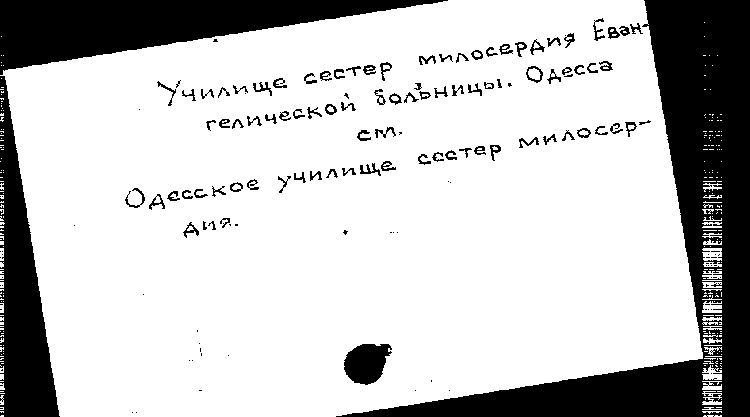 Училище сестер милосердия Еван-
гелической больницы. Одесса
см.
Одесское училище сестер милосер-
дия.